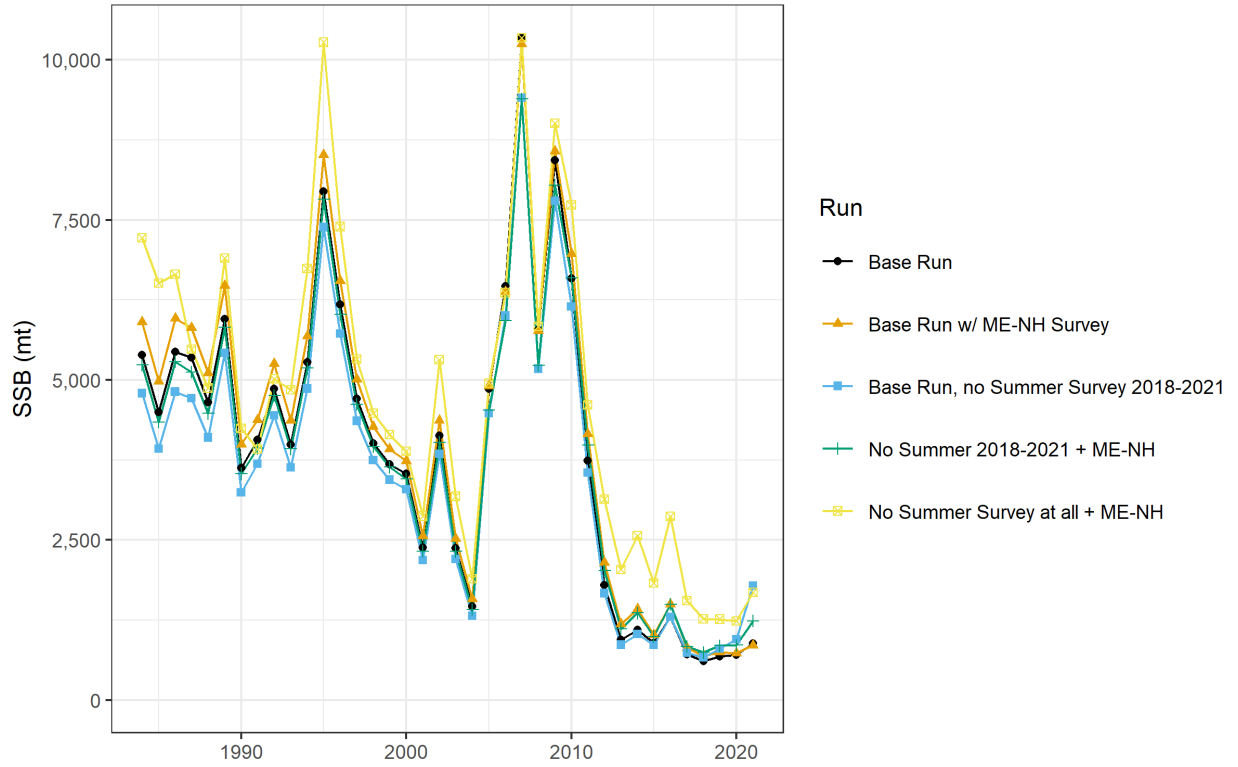 SSB (mt)
10,000
7,500
5,000
2,500
0
1990
2000
2010
2020
Run
Base Run
Base Run w/ ME-NH Survey
Base Run, no Summer Survey 2018-2021
No Summer 2018-2021 + ME-NH
No Summer Survey at all + ME-NH